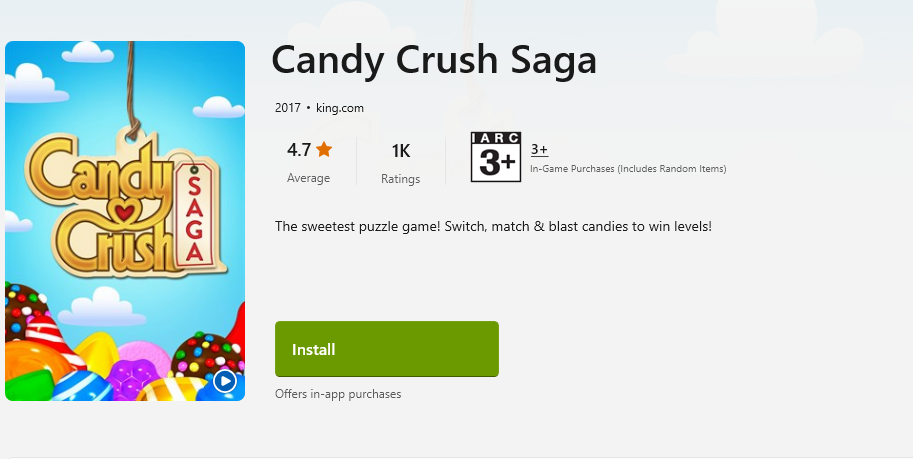 Candy Crush Saga
2017 • king.com
4.7
Average
1K
Ratings
IARC
3+
3+
In-Game Purchases (Includes Random Items)
The sweetest puzzle game! Switch, match & blast candies to win levels!
Install
Offers in-app purchases
Candy
Crush
SAGA